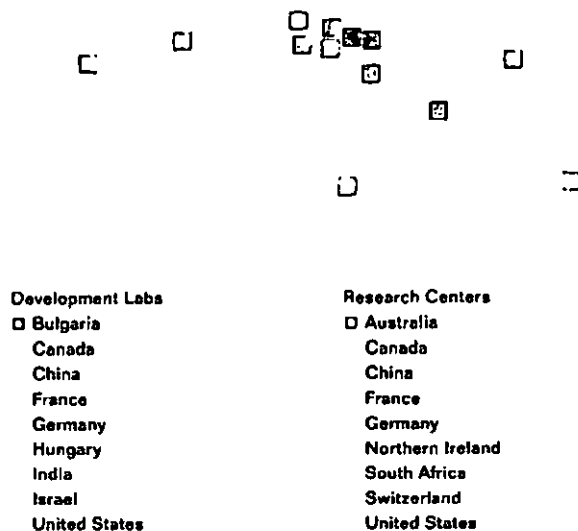 Development Labs
Bulgaria
Canada
China
France
Germany
Hungary
India
Israel
United States
Research Centers
Australia
Canada
China
France
Germany
Northern Ireland
South Africa
Switzerland
United States